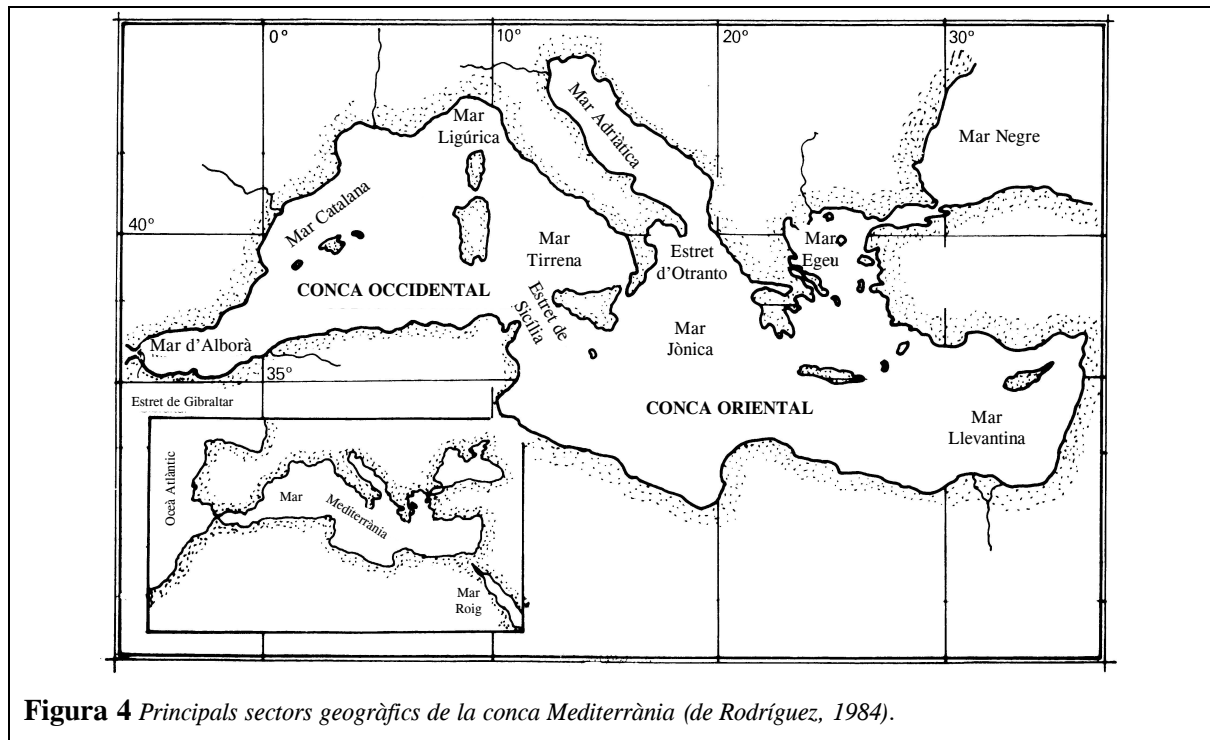 0° 10° 20° 30°
Mar
Ligúrica
Mar Adriàtica
Mar Negre
Mar Catalana
40°
Mar
Tirrena
Estret
d'Otranto
Mar
Egeu
CONCA OCCIDENTAL
Estret de
Sicília
Mar
Jònica
Mar d'Alborà
35°
Estret de Gibraltar
CONCA ORIENTAL
Mar
Llevantina
Oceà Atlàntic
Mar
Mediterrània
Mar
Roig
Figura 4 Principals sectors geogràfics de la conca Mediterrània (de Rodríguez, 1984).